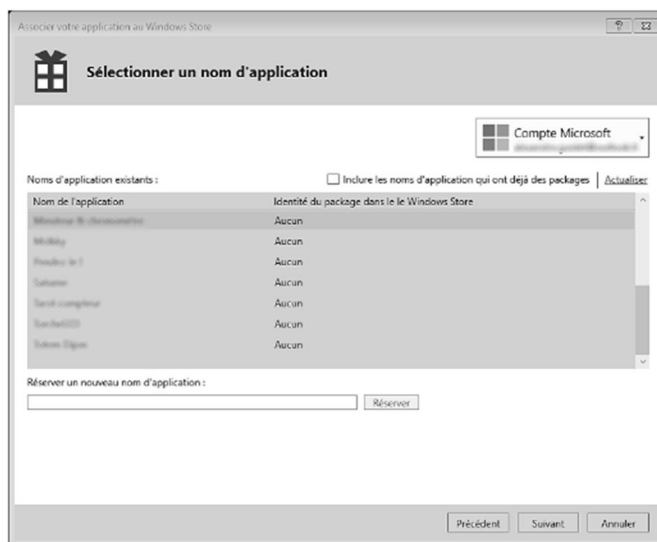 Associer votre application au Windows Store
Sélectionner un nom d'application
Compte Microsoft
Noms d'application existants :
Inclure les noms d'application qui ont déjà des packages
Actualiser
Nom de l'application Identité du package dans le le Windows Store
Aucun
Aucun
Aucun
Aucun
Aucun
Aucun
Aucun
Réserver un nouveau nom d'application :
Réserver
Précédent Suivant Annuler